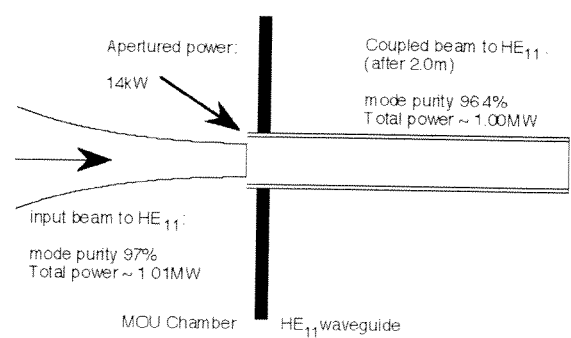 Apertured power:
14kW
Coupled beam to HE11:
(after 2.0m)
mode purity 96.4%
Total power ~ 1.00MW
input beam to HE11:
mode purity 97%
Total power ~ 1.01MW
MOU Chamber
HE11 waveguide